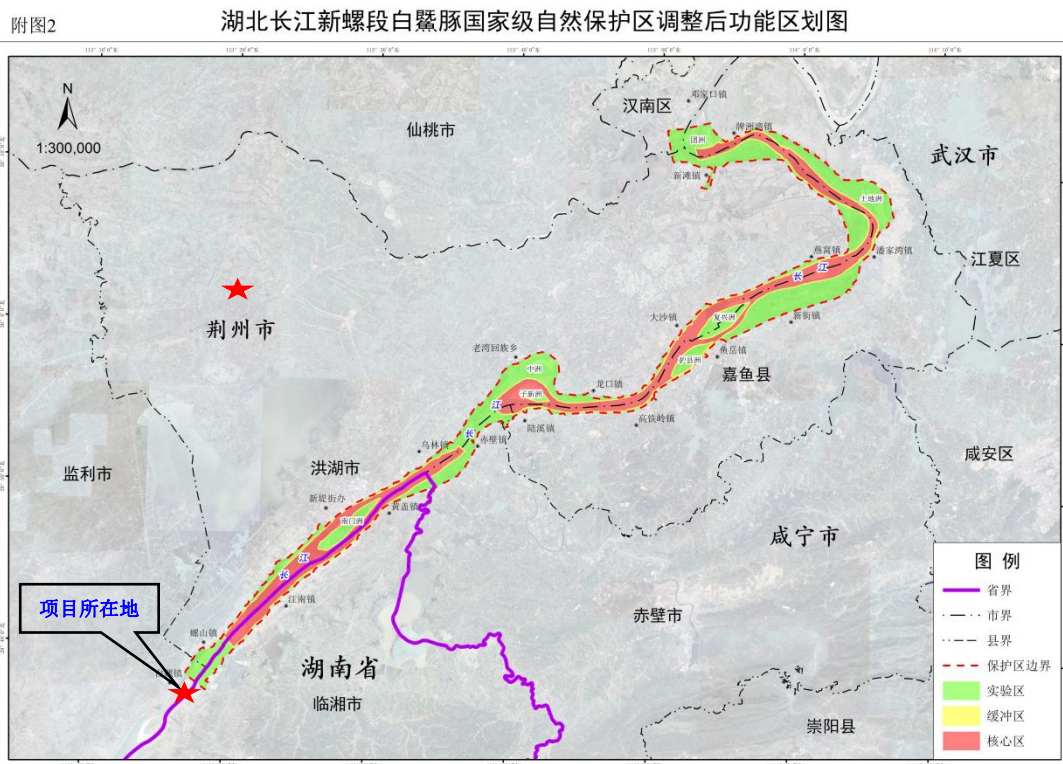 附图2
湖北长江新螺段白鱀豚国家级自然保护区调整后功能区划图
N
1:300,000
仙桃市
汉南区
邓家口镇
牌洲湾镇
团洲
新滩镇
武汉市
土地洲
江夏区
燕窝镇
潘家湾镇
长
江
荆州市
大沙镇
复兴洲
新街镇
护县洲
鱼岳镇
嘉鱼县
老湾回族乡
中洲
子新洲
龙口镇
江
陆溪镇
高铁岭镇
长
乌林镇
赤壁镇
咸安区
监利市
洪湖市
新堤街办
南门洲
黄盖镇
咸宁市
江
长
江南镇
赤壁市
项目所在地
螺山镇
湖南省
临湘市
崇阳县
图 例
省界
市界
县界
保护区边界
实验区
缓冲区
核心区